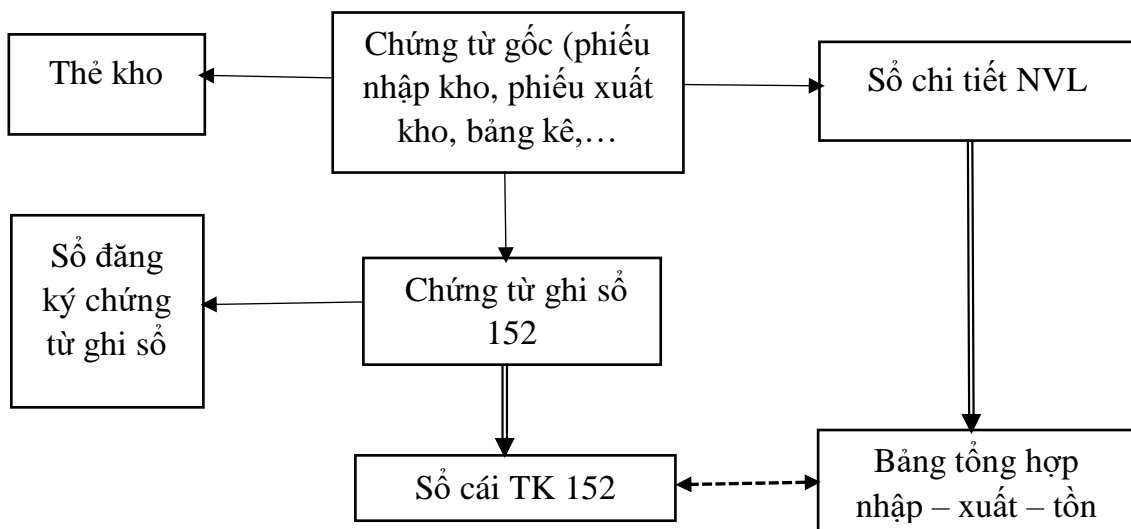 Thẻ kho
Chứng từ gốc (phiếu
nhập kho, phiếu xuất
kho, bảng kê,…
Sổ chi tiết NVL
Sổ đăng
ký chứng
từ ghi sổ
Chứng từ ghi sổ
152
Sổ cái TK 152
Bảng tổng hợp
nhập – xuất – tồn